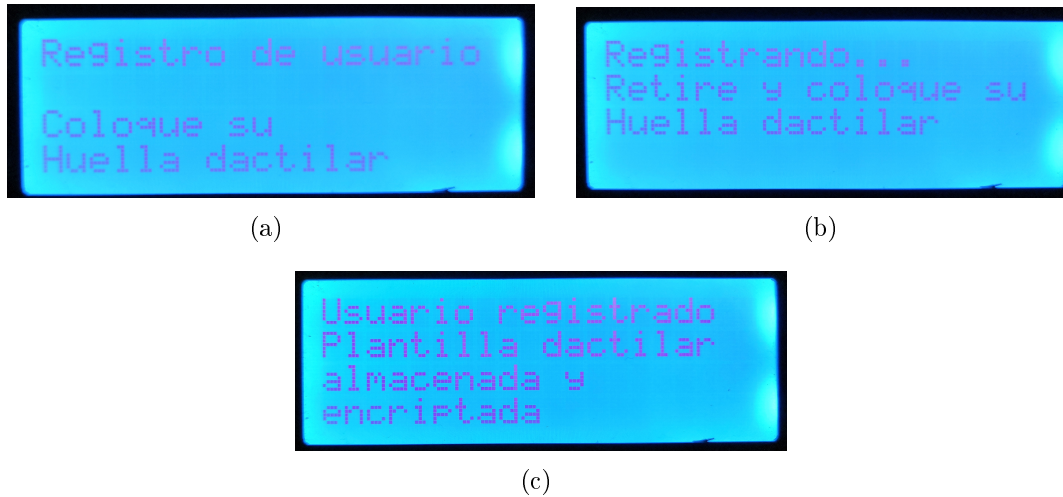 Registro de usuario
Coloque su
Huella dactilar
(a)
Registrando...
Retire y coloque su
Huella dactilar
(b)
Usuario registrado
Plantilla dactilar
almacenada y
encriptada
(c)